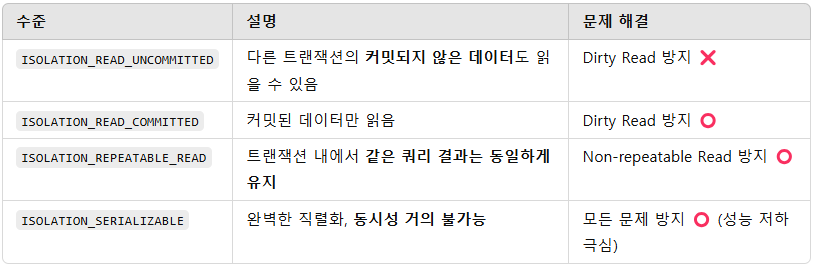 수준 설명 문제 해결
ISOLATION_READ_UNCOMMITTED 다른 트랜잭션의 커밋되지 않은 데이터도 읽 Dirty Read 방지 ❌
을 수 있음
ISOLATION_READ_COMMITTED 커밋된 데이터만 읽음 Dirty Read 방지 ⭕
ISOLATION_REPEATABLE_READ 트랜잭션 내에서 같은 쿼리 결과는 동일하게 Non-repeatable Read 방지 ⭕
유지
ISOLATION_SERIALIZABLE 완벽한 직렬화, 동시성 거의 불가능 모든 문제 방지 ⭕ (성능 저하
극심)